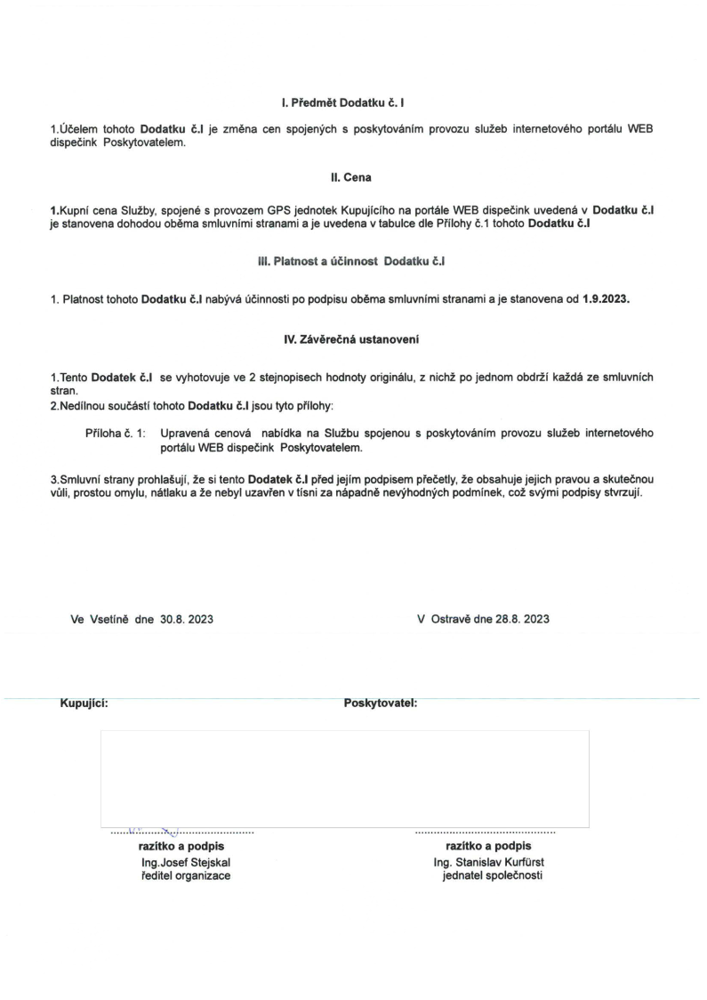 I. Předmět Dodatku č. I
1.Účelem tohoto Dodatku č.I je změna cen spojených s poskytováním provozu služeb internetového portálu WEB
dispečink Poskytovatelem.
II. Cena
1.Kupní cena Služby, spojené s provozem GPS jednotek Kupujícího na portále WEB dispečink uvedená v Dodatku č.I
je stanovena dohodou oběma smluvními stranami a je uvedena v tabulce dle Přílohy č.1 tohoto Dodatku č.I
III. Platnost a účinnost Dodatku č.I
1. Platnost tohoto Dodatku č.I nabývá účinnosti po podpisu oběma smluvními stranami a je stanovena od 1.9.2023.
IV. Závěrečná ustanovení
1.Tento Dodatek č.I se vyhotovuje ve 2 stejnopisech hodnoty originálu, z nichž po jednom obdrží každá ze smluvních
stran.
2.Nedílnou součástí tohoto Dodatku č.I jsou tyto přílohy:
Příloha č. 1: Upravená cenová nabídka na Službu spojenou s poskytováním provozu služeb internetového
portálu WEB dispečink Poskytovatelem.
3.Smluvní strany prohlašují, že si tento Dodatek č.I před jejím podpisem přečetly, že obsahuje jejich pravou a skutečnou
vůli, prostou omylu, nátlaku a že nebyl uzavřen v tísni za nápadně nevýhodných podmínek, což svými podpisy stvrzují.
Ve Vsetíně dne 30.8. 2023 V Ostravě dne 28.8. 2023
Kupující: Poskytovatel:
razítko a podpis razítko a podpis
Ing.Josef Stejskal Ing. Stanislav Kurfürst
ředitel organizace jednatel společnosti